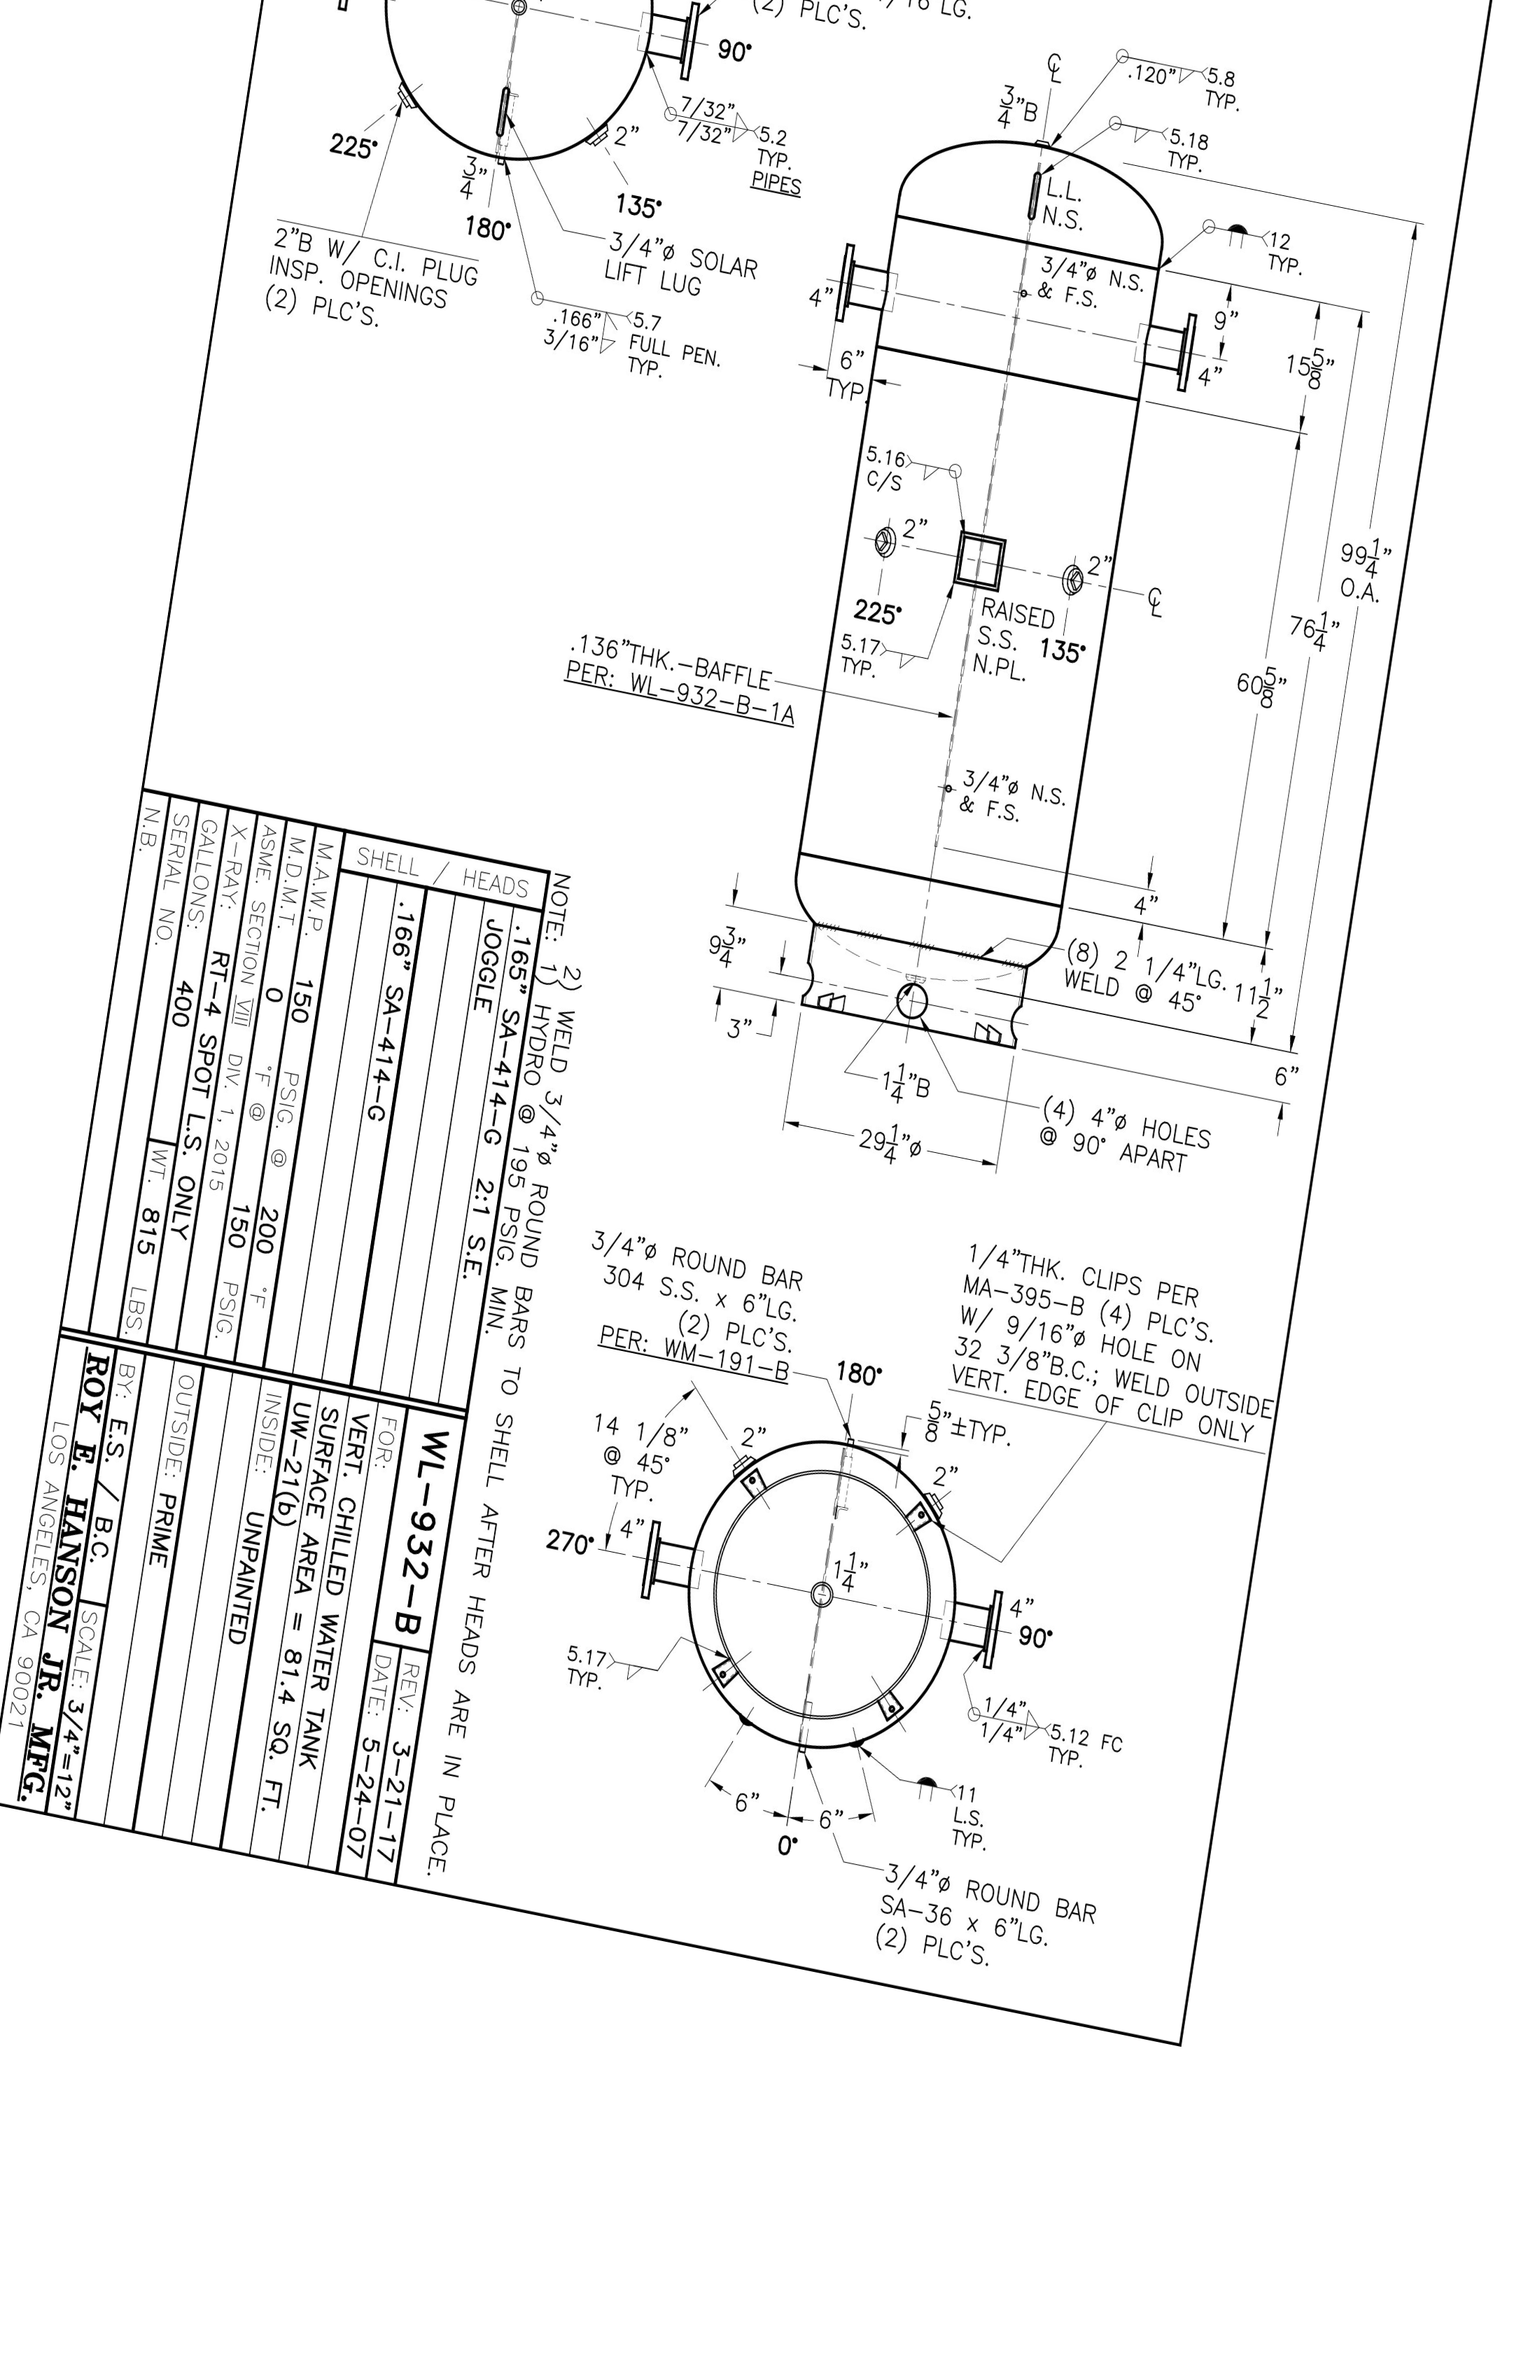 /16 LG.
(2) PLC'S.
90°
7/32"
7/32"
5.2
TYP.
PIPES
225°
2"
135°
3/4"
180°
2"B W/ C.I. PLUG
INSP. OPENINGS
(2) PLC'S.
3/4"ø SOLAR
LIFT LUG
.166"
3/16"
5.7
FULL PEN.
TYP.
℄
3/4"B
.120"
5.8
TYP.
5.18
TYP.
L.L.
N.S.
12
TYP.
3/4"ø N.S.
& F.S.
4"
6"
TYP.
9"
4"
15 5/8"
5.16
C/S
2"
2"
℄
225°
RAISED
S.S.
N.PL.
135°
5.17
TYP.
99 1/4"
O.A.
76 1/4"
60 5/8"
.136"THK.-BAFFLE
PER: WL-932-B-1A
3/4"ø N.S.
& F.S.
4"
9 3/4"
3"
(8) 2 1/4"LG.
WELD @ 45°
11 1/2"
6"
1 1/4"B
(4) 4"ø HOLES
@ 90° APART
29 1/4"ø
3/4"ø ROUND BAR
304 S.S. x 6"LG.
(2) PLC'S.
PER: WM-191-B
1/4"THK. CLIPS PER
MA-395-B (4) PLC'S.
W/ 9/16"ø HOLE ON
32 3/8"B.C.; WELD OUTSIDE
VERT. EDGE OF CLIP ONLY
180°
5/8"±TYP.
14 1/8"
@ 45°
TYP.
2"
2"
270°
4"
1 1/4"
4"
90°
5.17
TYP.
1/4"
1/4"
5.12 FC
TYP.
11
L.S.
TYP.
6"
6"
0°
3/4"ø ROUND BAR
SA-36 x 6"LG.
(2) PLC'S.
NOTE: 1) HYDRO @ 195 PSIG. MIN.
2) WELD 3/4"ø ROUND BARS TO SHELL AFTER HEADS ARE IN PLACE.
SHELL / HEADS
.165" SA-414-G 2:1 S.E.
JOGGLE
.166" SA-414-G
M.A.W.P. 150 PSIG. @ 200 °F
M.D.M.T. 0 °F @ 150 PSIG.
ASME. SECTION VIII DIV. 1, 2015
X-RAY: RT-4 SPOT L.S. ONLY
GALLONS: 400 WT. 815 LBS.
SERIAL NO.
N.B.
WL-932-B
REV: 3-21-17
DATE: 5-24-07
FOR:
VERT. CHILLED WATER TANK
SURFACE AREA = 81.4 SQ. FT.
UW-21(b)
INSIDE: UNPAINTED
OUTSIDE: PRIME
BY: E.S. / B.C. SCALE: 3/4"=12"
ROY E. HANSON JR. MFG.
LOS ANGELES, CA 90021